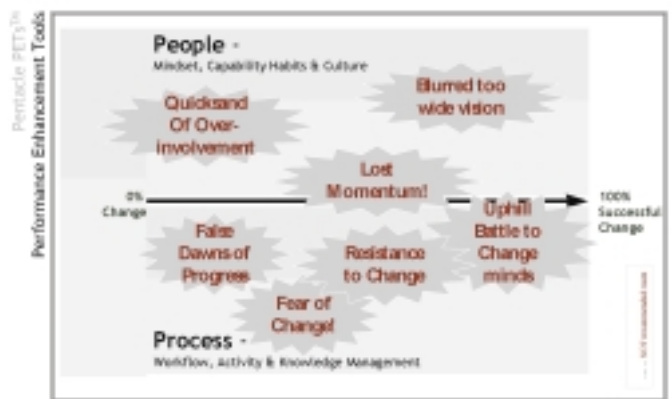 Pentacle PETs™
Performance Enhancement Tools
People -
Mindset, Capability Habits & Culture
Quicksand
Of Over-
involvement
Blurred too
wide vision
Lost
Momentum!
0%
Change
100%
Successful
Change
False
Dawns of
Progress
Resistance
to Change
Uphill
Battle to
Change
minds
Fear of
Change!
Process -
Workflow, Activity & Knowledge Management